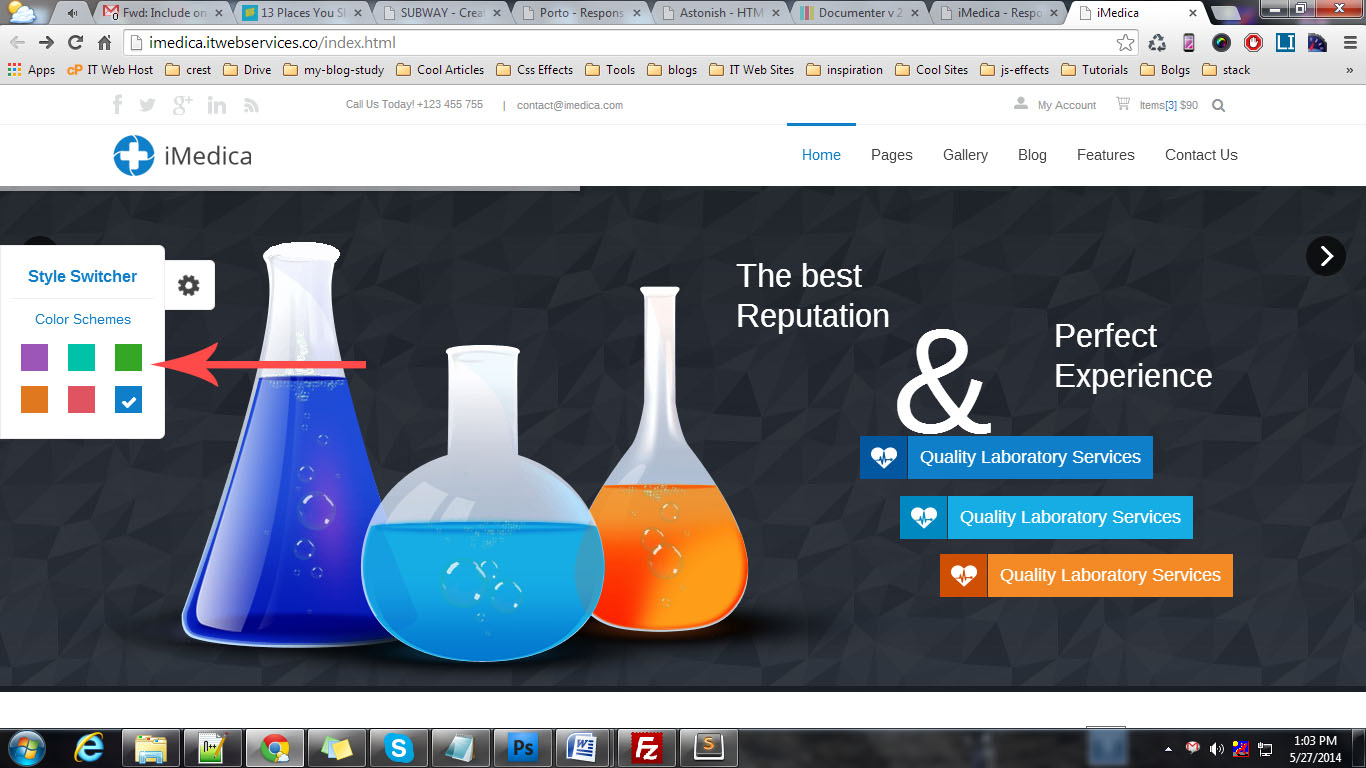 Fwd: Include on
13 Places You Sh
SUBWAY - Crea
Porto - Respons
Astonish - HTM
Documenter v 2
iMedica - Respo
iMedica
imedica.itwebservices.co/index.html
Apps
IT Web Host
crest
Drive
my-blog-study
Cool Articles
Css Effects
Tools
blogs
IT Web Sites
inspiration
Cool Sites
js-effects
Tutorials
Bolgs
stack
»
Call Us Today! +123 455 755 | contact@imedica.com
My Account
Items[3] $90
iMedica
Home
Pages
Gallery
Blog
Features
Contact Us
Style Switcher
Color Schemes
The best
Reputation
&
Perfect
Experience
Quality Laboratory Services
Quality Laboratory Services
Quality Laboratory Services
1:03 PM
5/27/2014